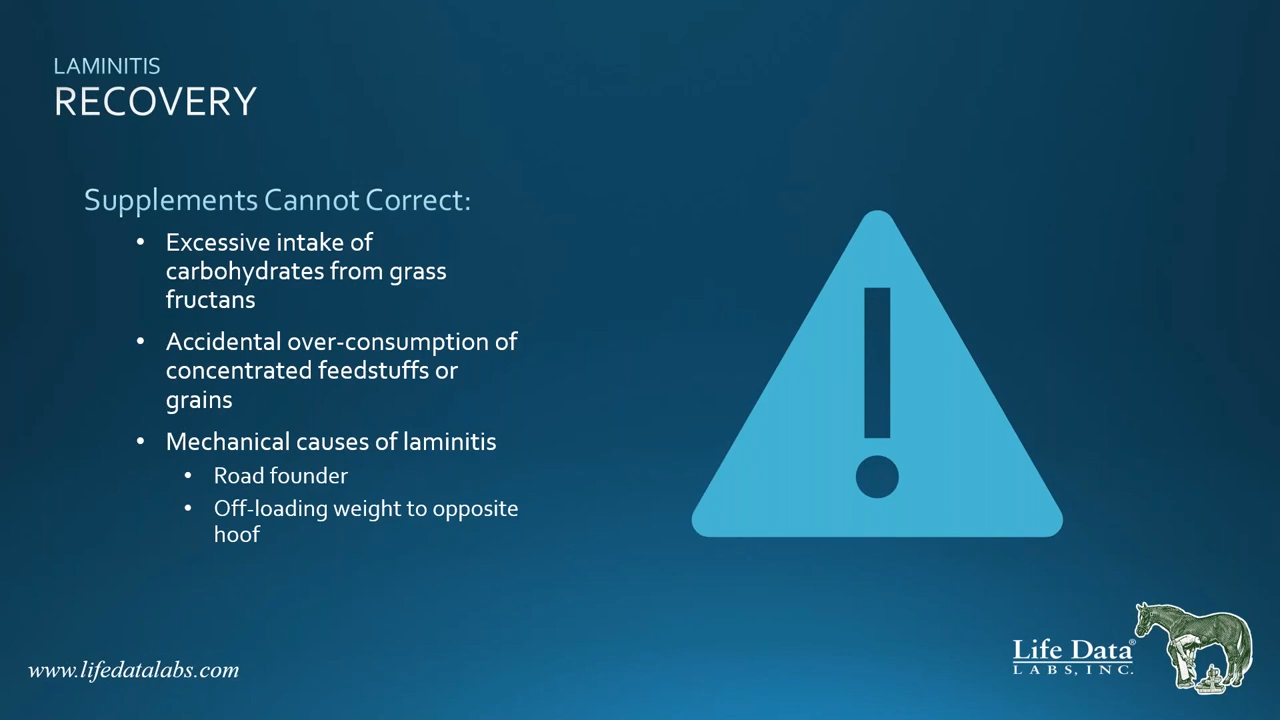 LAMINITIS
RECOVERY
Supplements Cannot Correct:
• Excessive intake of
carbohydrates from grass
fructans
• Accidental over-consumption of
concentrated feedstuffs or
grains
• Mechanical causes of laminitis
• Road founder
• Off-loading weight to opposite
hoof
www.lifedatalabs.com
Life Data®
LABS, INC.